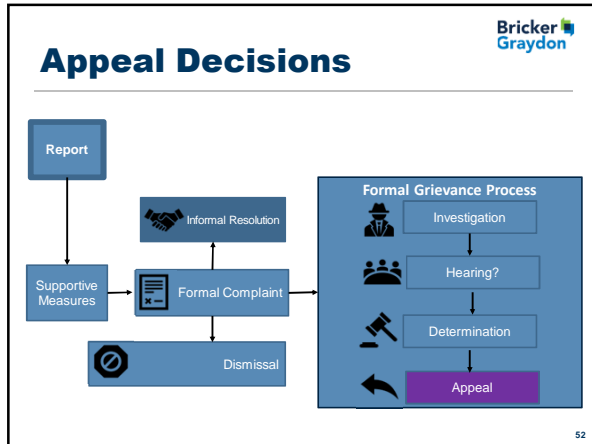 Bricker
Graydon
Appeal Decisions
Report
Formal Grievance Process
Investigation
Informal Resolution
Hearing?
Supportive
Measures
Formal Complaint
Determination
Dismissal
Appeal
52